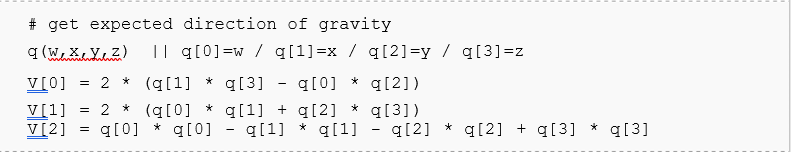 # get expected direction of gravity
q(w,x,y,z) || q[0]=w / q[1]=x / q[2]=y / q[3]=z
V[0] = 2 * (q[1] * q[3] - q[0] * q[2])
V[1] = 2 * (q[0] * q[1] + q[2] * q[3])
V[2] = q[0] * q[0] - q[1] * q[1] - q[2] * q[2] + q[3] * q[3]